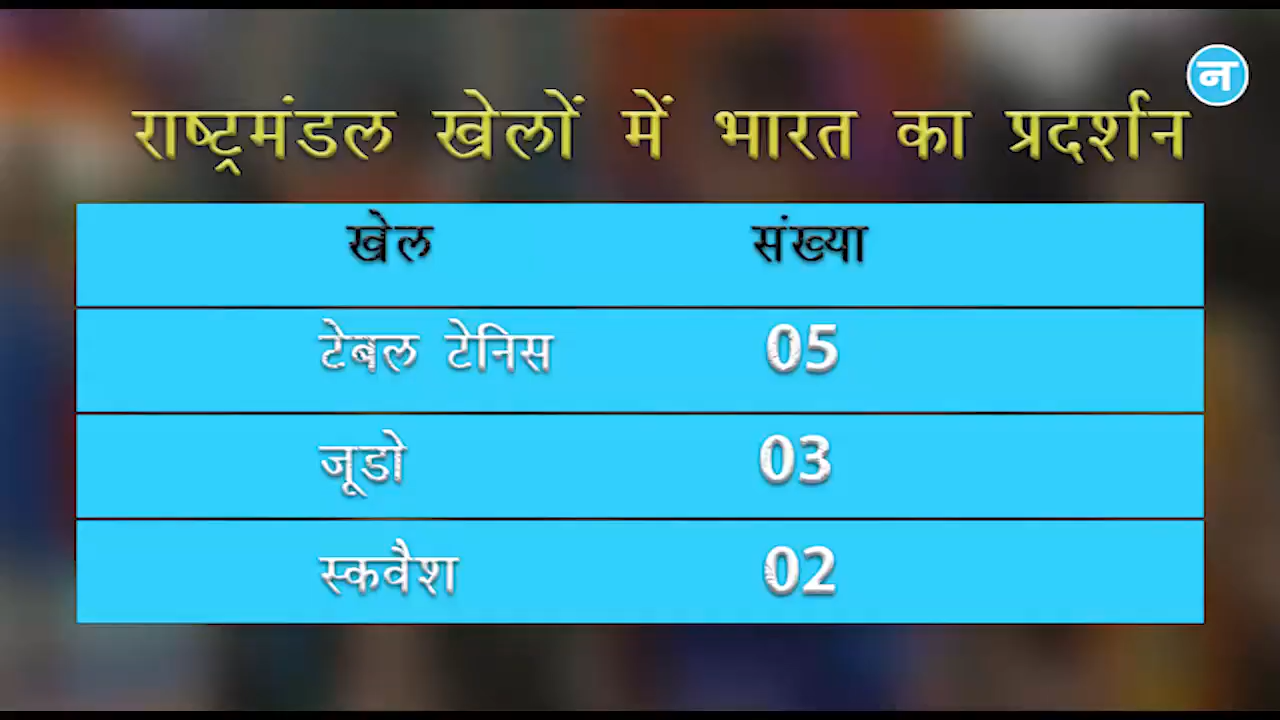 न
राष्ट्रमंडल खेलों में भारत का प्रदर्शन
खेल संख्या
टेबल टेनिस 05
जूडो 03
स्कवैश 02